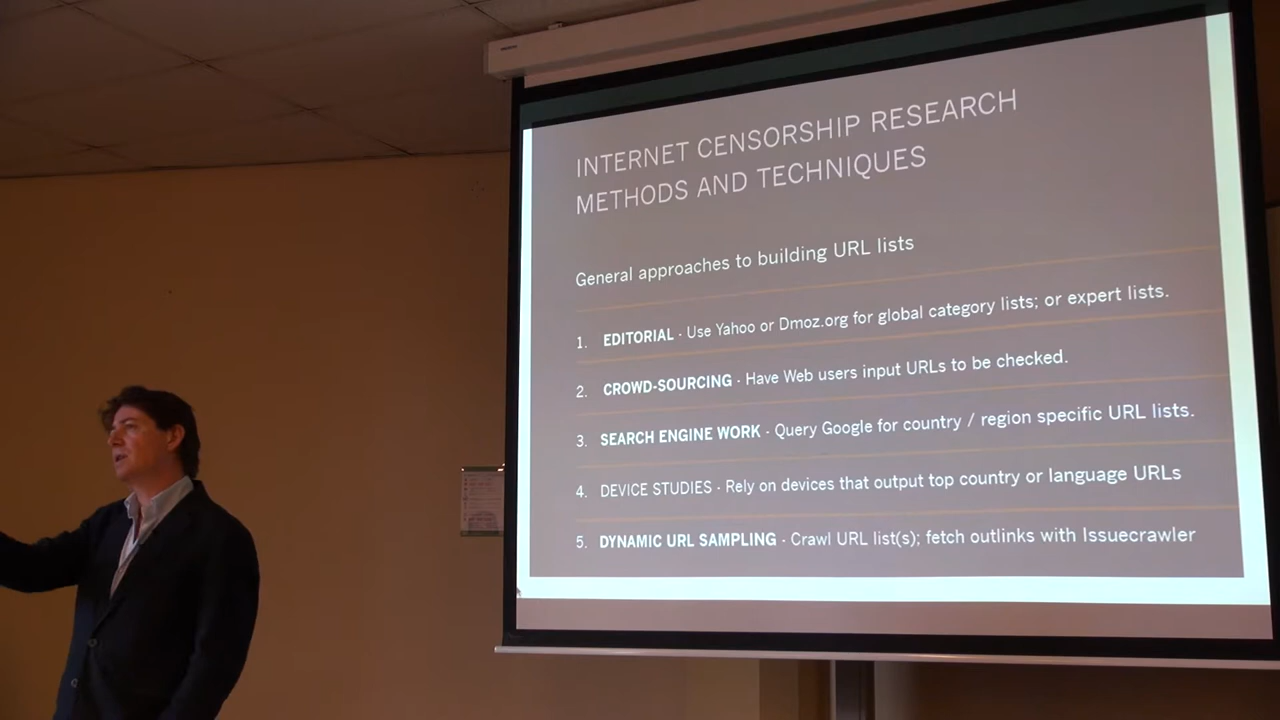 INTERNET CENSORSHIP RESEARCH
METHODS AND TECHNIQUES
General approaches to building URL lists
1. EDITORIAL - Use Yahoo or Dmoz.org for global category lists; or expert lists.
2. CROWD-SOURCING - Have Web users input URLs to be checked.
3. SEARCH ENGINE WORK - Query Google for country / region specific URL lists.
4. DEVICE STUDIES - Rely on devices that output top country or language URLs
5. DYNAMIC URL SAMPLING - Crawl URL list(s); fetch outlinks with Issuecrawler